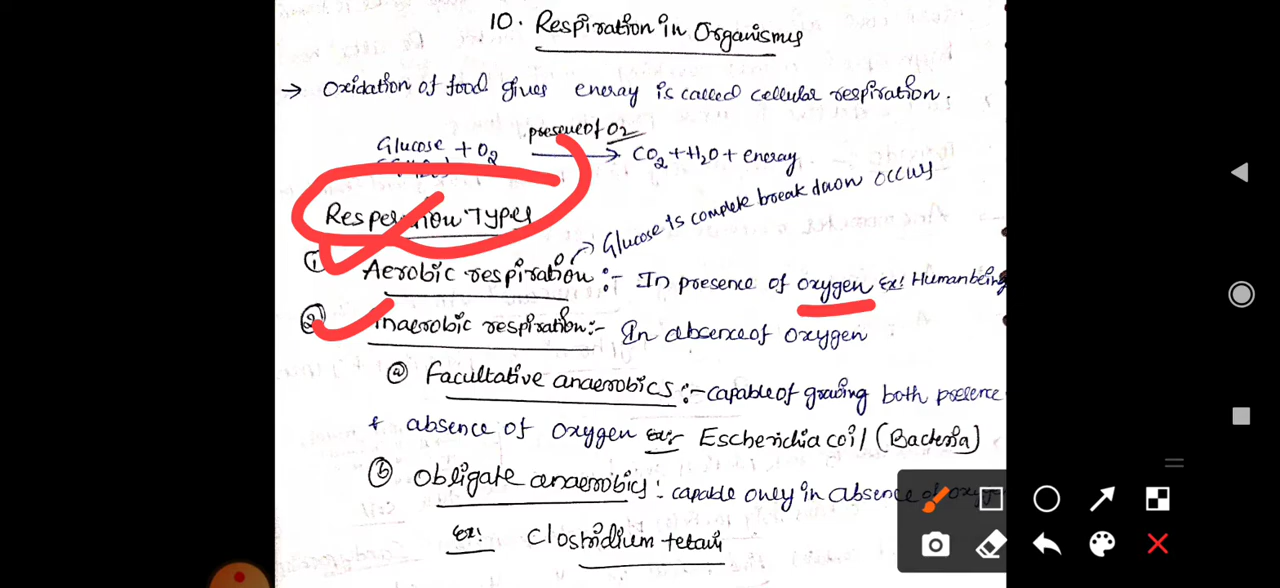 10. Respiration in Organisms
→ Oxidation of food gives energy is called cellular respiration.
Glucose + O2 presence of O2 → CO2 + H2O + energy
Types
Glucose is complete break down occurs
① Aerobic respiration :- In presence of oxygen Ex! Human being
② Anaerobic respiration :- In absence of oxygen
ⓐ Facultative anaerobics :- capable of growing both presence
+ absence of oxygen Ex:- Escherichia coil (Bacteria)
ⓑ Obligate anaerobics : capable only in absence of
Ex! Clostridium tetani